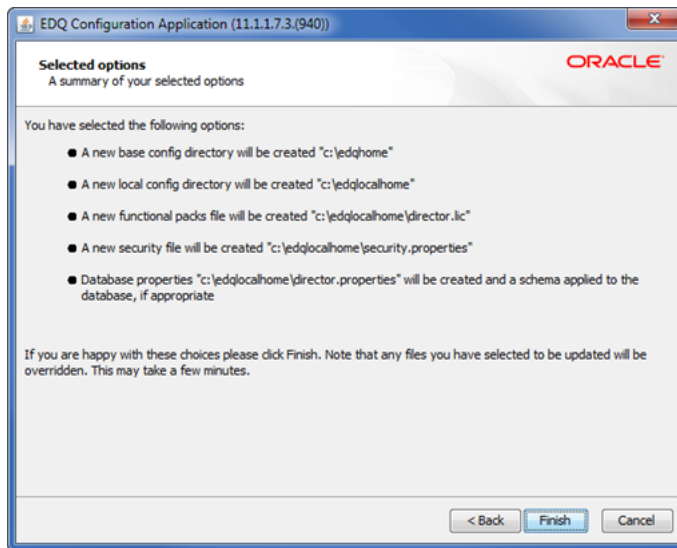 EDQ Configuration Application (11.1.1.7.3.(940))
Selected options
A summary of your selected options
ORACLE
You have selected the following options:
A new base config directory will be created "c:\edqhome"
A new local config directory will be created "c:\edqlocalhome"
A new functional packs file will be created "c:\edqlocalhome\director.lic"
A new security file will be created "c:\edqlocalhome\security.properties"
Database properties "c:\edqlocalhome\director.properties" will be created and a schema applied to the
database, if appropriate
If you are happy with these choices please click Finish. Note that any files you have selected to be updated will be
overridden. This may take a few minutes.
< Back Finish Cancel